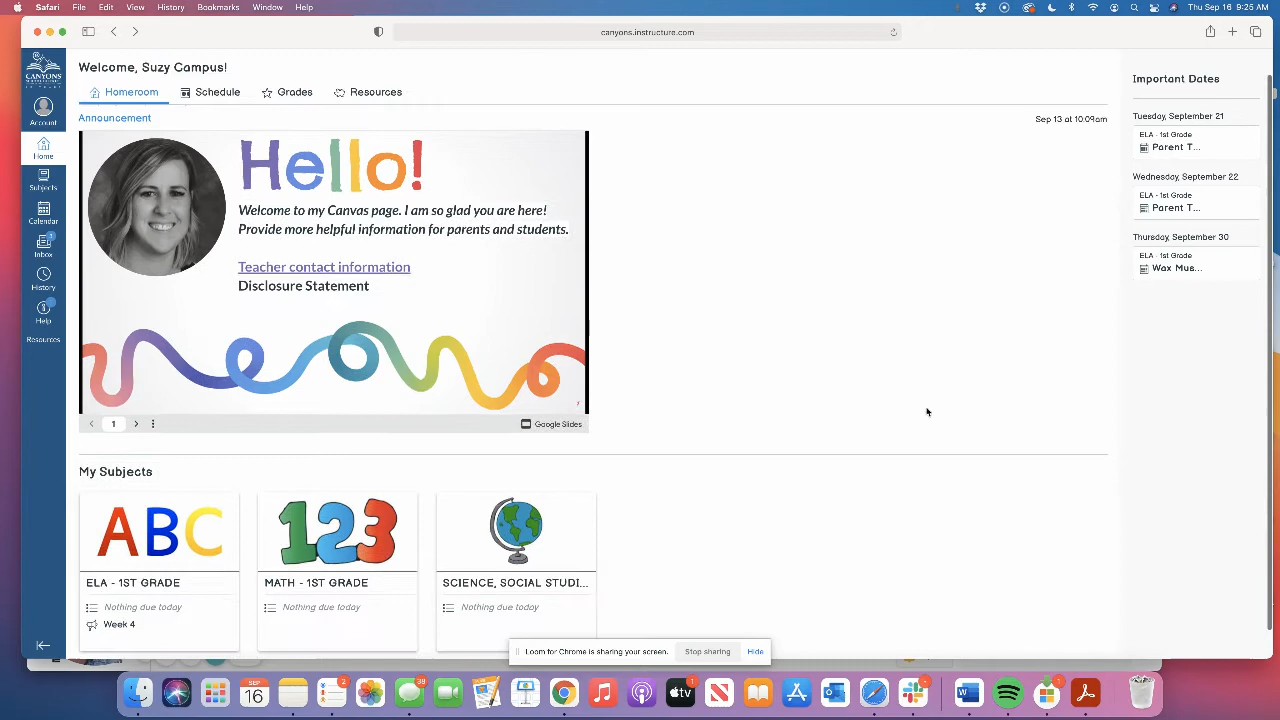 Safari File Edit View History Bookmarks Window Help
Thu Sep 16 9:25 AM
canyons.instructure.com
CANYONS
Account
Home
Subjects
Calendar
Inbox
History
Help
Resources
Welcome, Suzy Campus!
Homeroom Schedule Grades Resources
Announcement
Sep 13 at 10:09am
Hello!
Welcome to my Canvas page. I am so glad you are here!
Provide more helpful information for parents and students.
Teacher contact information
Disclosure Statement
1
Google Slides
My Subjects
ABC
123
ELA - 1ST GRADE
Nothing due today
Week 4
MATH - 1ST GRADE
Nothing due today
SCIENCE, SOCIAL STUDI...
Nothing due today
Important Dates
Tuesday, September 21
ELA - 1st Grade
Parent T...
Wednesday, September 22
ELA - 1st Grade
Parent T...
Thursday, September 30
ELA - 1st Grade
Wax Mus...
Loom for Chrome is sharing your screen. Stop sharing Hide
SEP
16
2
38
tv
1
1